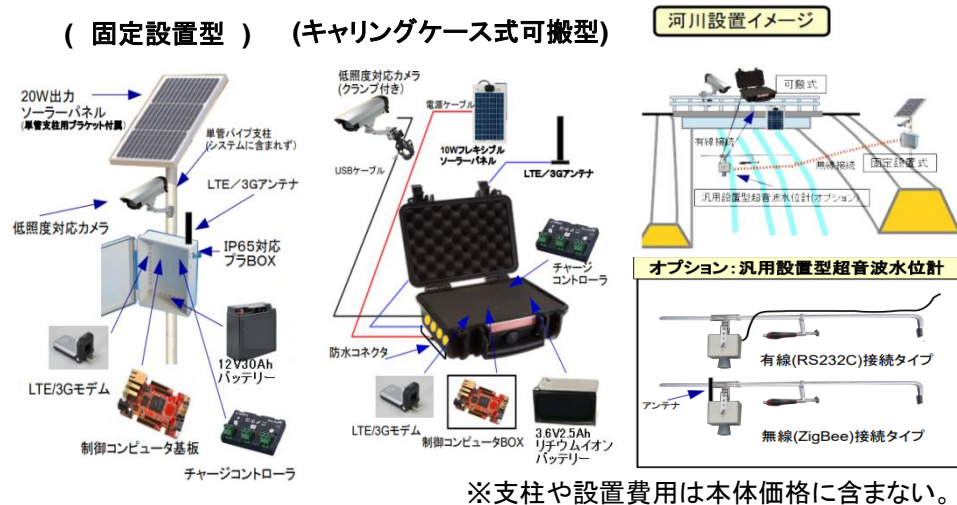 ( 固定設置型 )
(キャリングケース式可搬型)
河川設置イメージ
20W出力
ソーラーパネル
(単管支柱用ブラケット付属)
単管パイプ支柱
(システムに含まれず)
LTE／3Gアンテナ
低照度対応カメラ
IP65対応
プラBOX
12V30Ah
バッテリー
LTE/3Gモデム
制御コンピュータ基板
チャージコントローラ
低照度対応カメラ
(クランプ付き)
電源ケーブル
10Wフレキシブル
ソーラーパネル
USBケーブル
LTE／3Gアンテナ
チャージ
コントローラ
防水コネクタ
LTE/3Gモデム
制御コンピュータBOX
3.6V2.5Ah
リチウムイオン
バッテリー
可搬式
有線接続
無線接続
固定設置式
汎用設置型超音波水位計(オプション)
オプション：汎用設置型超音波水位計
有線(RS232C)接続タイプ
アンテナ
無線(ZigBee)接続タイプ
※支柱や設置費用は本体価格に含まない。